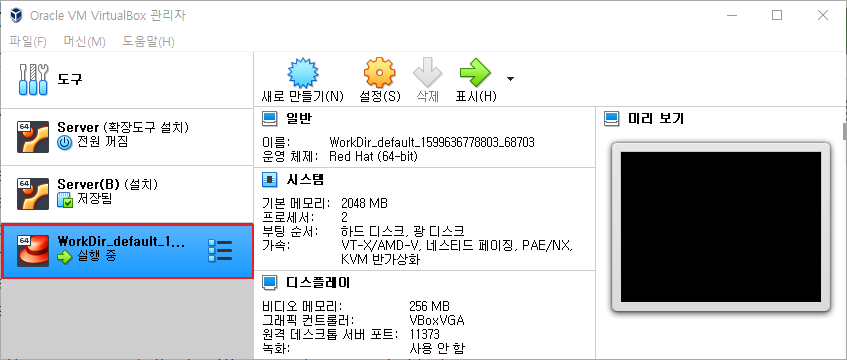 Oracle VM VirtualBox 관리자
파일(F) 머신(M) 도움말(H)
도구
64 Server (확장도구 설치)
전원 꺼짐
64 Server(B) (설치)
저장됨
64 WorkDir_default_1...
실행 중
새로 만들기(N) 설정(S) 삭제 표시(H)
일반
이름: WorkDir_default_1599636778803_68703
운영 체제: Red Hat (64-bit)
시스템
기본 메모리: 2048 MB
프로세서: 2
부팅 순서: 하드 디스크, 광 디스크
가속: VT-X/AMD-V, 네스티드 페이징, PAE/NX,
KVM 반가상화
디스플레이
비디오 메모리: 256 MB
그래픽 컨트롤러: VBoxVGA
원격 데스크톱 서버 포트: 11373
녹화: 사용 안 함
미리 보기